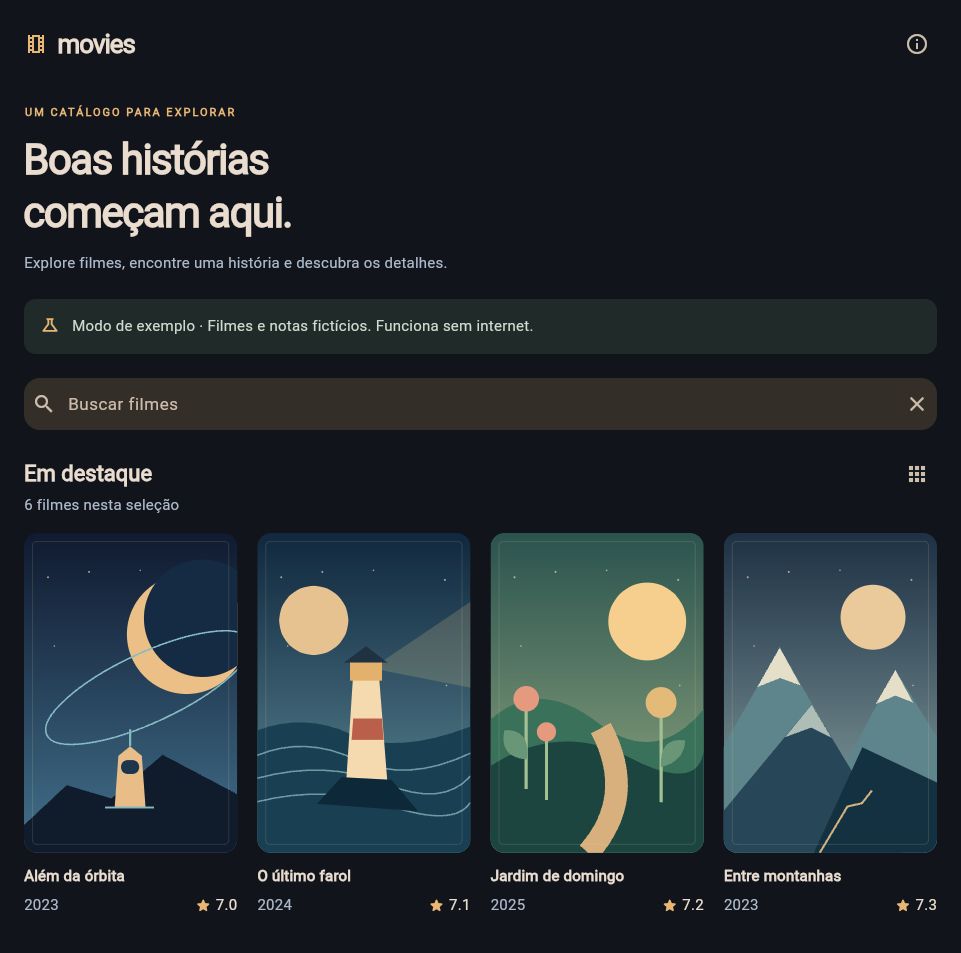 movies
UM CATÁLOGO PARA EXPLORAR
Boas histórias
começam aqui.
Explore filmes, encontre uma história e descubra os detalhes.
Modo de exemplo · Filmes e notas fictícios. Funciona sem internet.
Buscar filmes
Em destaque
6 filmes nesta seleção
Além da órbita
2023 7.0
O último farol
2024 7.1
Jardim de domingo
2025 7.2
Entre montanhas
2023 7.3